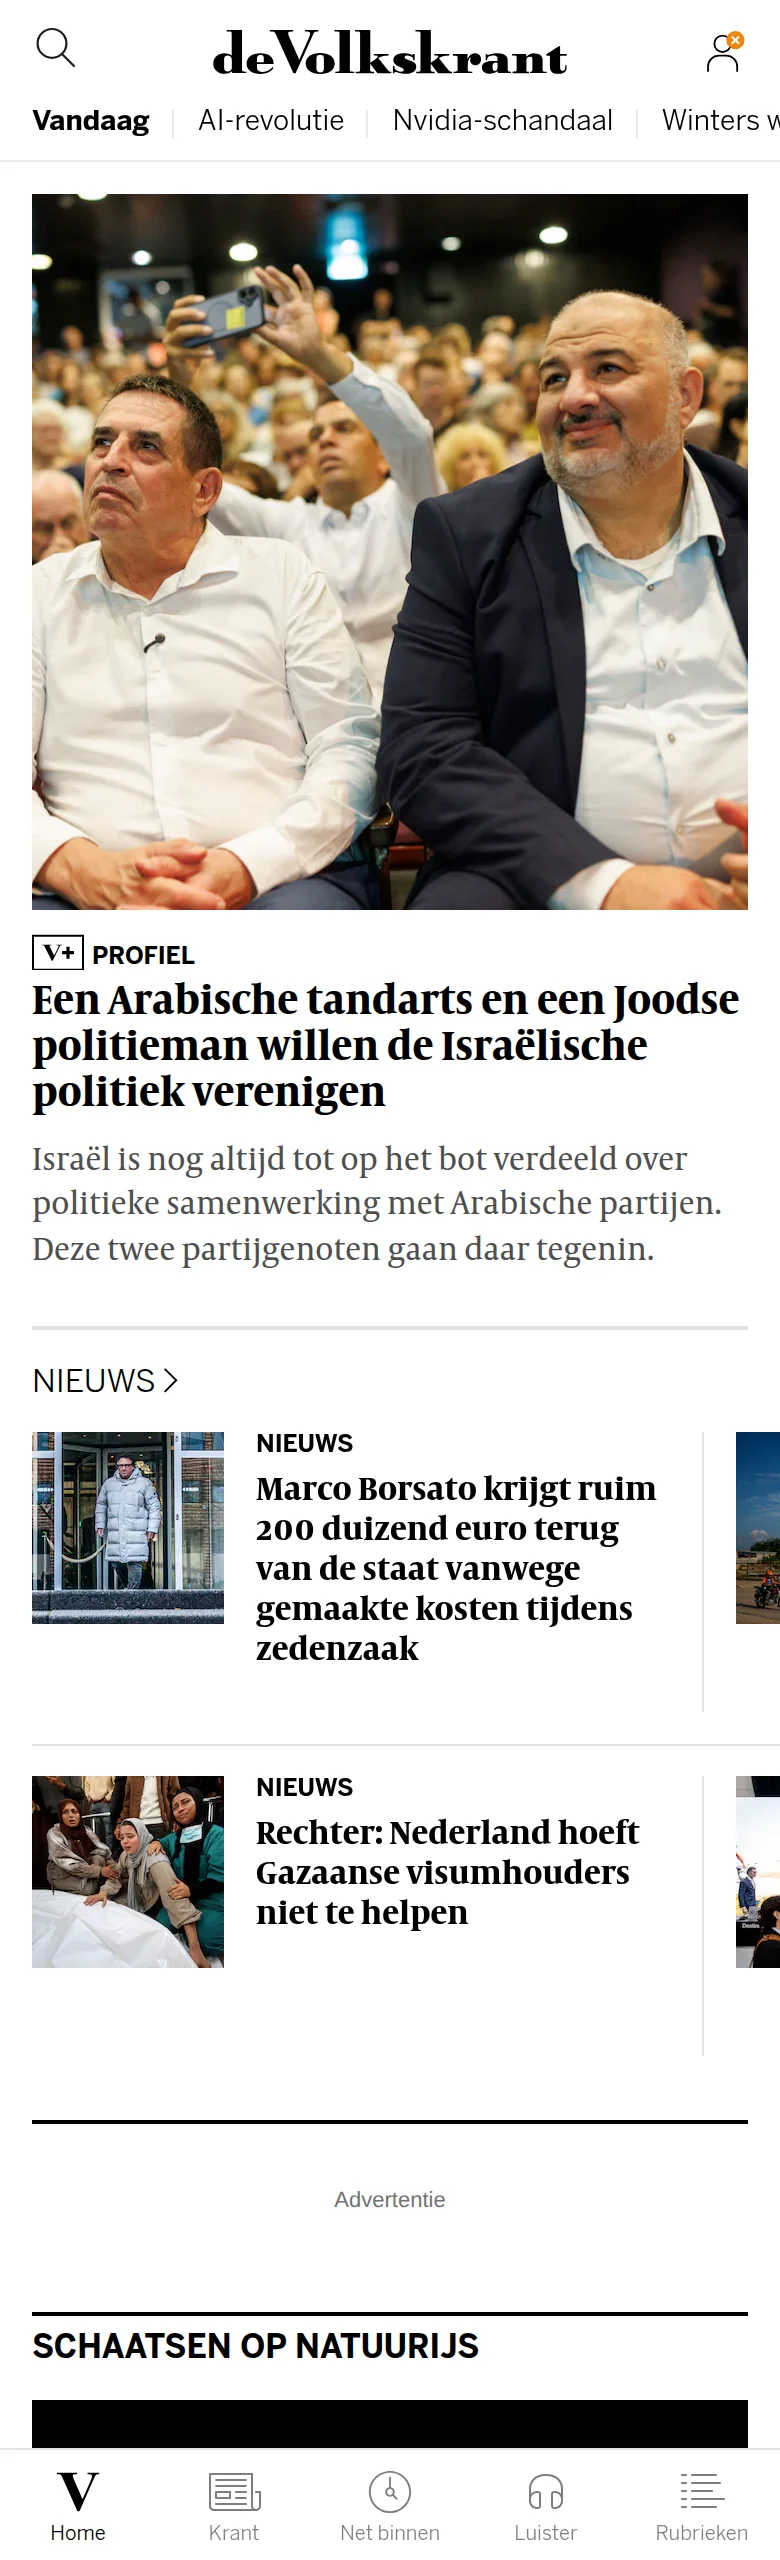 deVolkskrant
Vandaag
AI-revolutie
Nvidia-schandaal
Winters w
V+ PROFIEL
Een Arabische tandarts en een Joodse
politieman willen de Israëlische
politiek verenigen
Israël is nog altijd tot op het bot verdeeld over
politieke samenwerking met Arabische partijen.
Deze twee partijgenoten gaan daar tegenin.
NIEUWS
NIEUWS
Marco Borsato krijgt ruim
200 duizend euro terug
van de staat vanwege
gemaakte kosten tijdens
zedenzaak
NIEUWS
Rechter: Nederland hoeft
Gazaanse visumhouders
niet te helpen
Advertentie
SCHAATSEN OP NATUURIJS
V
Home
Krant
Net binnen
Luister
Rubrieken